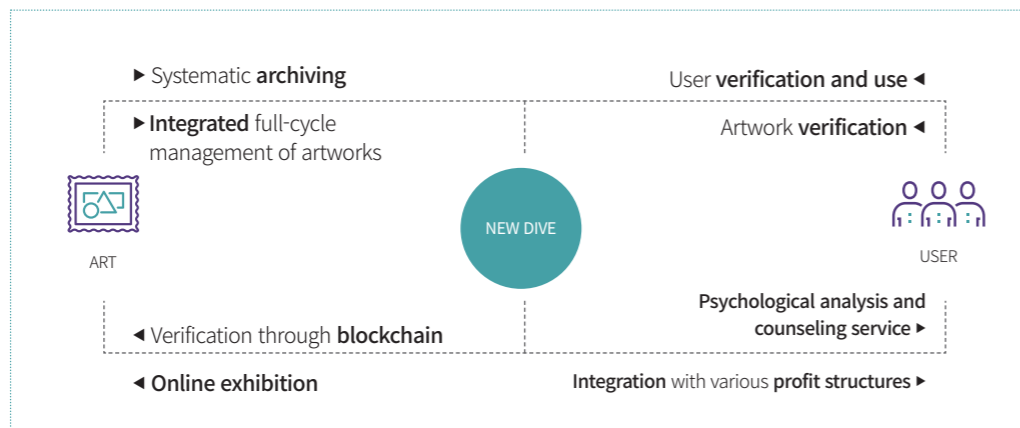 ▶ Systematic archiving
User verification and use ◀
▶ Integrated full-cycle
management of artworks
Artwork verification ◀
NEW DIVE
ART
USER
Psychological analysis and
counseling service ▶
◀ Verification through blockchain
◀ Online exhibition
Integration with various profit structures ▶